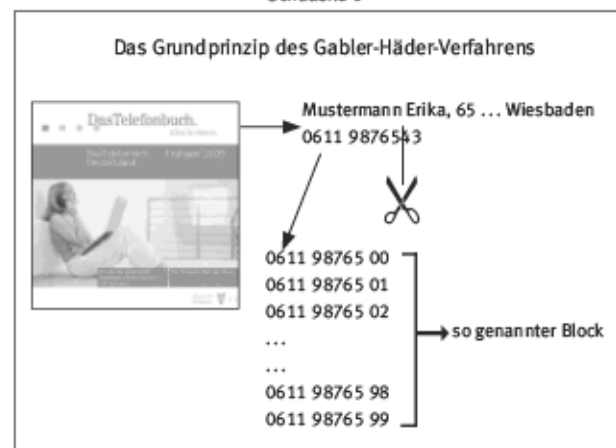 Das Grundprinzip des Gabler-Häder-Verfahrens
DasTelefonbuch.
Mustermann Erika, 65 ... Wiesbaden
0611 9876543
0611 98765 00
0611 98765 01
0611 98765 02
...
...
0611 98765 98
0611 98765 99
so genannter Block